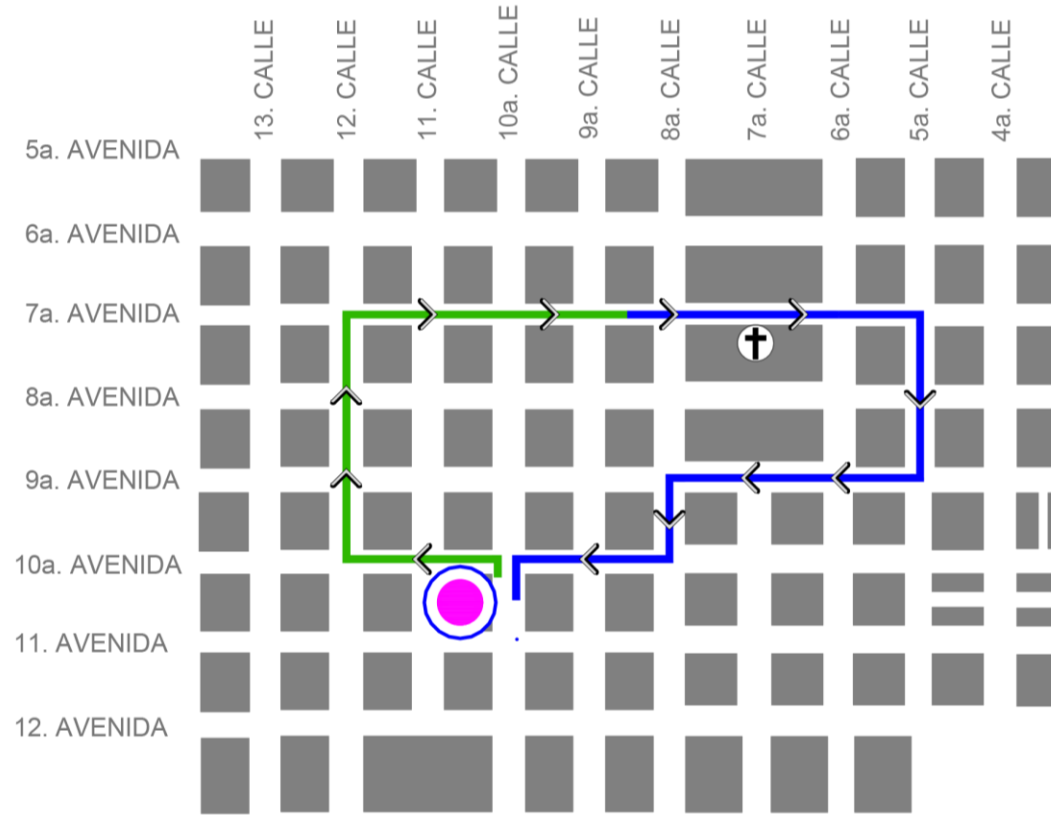 13. CALLE
12. CALLE
11. CALLE
10a. CALLE
9a. CALLE
8a. CALLE
7a. CALLE
6a. CALLE
5a. CALLE
4a. CALLE
5a. AVENIDA
6a. AVENIDA
7a. AVENIDA
8a. AVENIDA
9a. AVENIDA
10a. AVENIDA
11. AVENIDA
12. AVENIDA